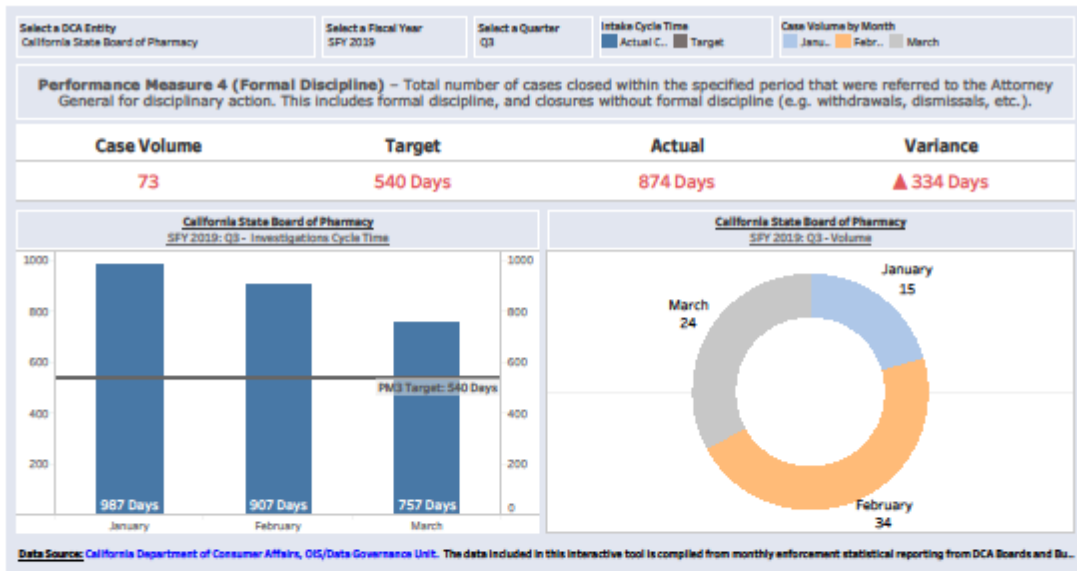 Select a DCA Entity
California State Board of Pharmacy
Select a Fiscal Year
SFY 2019
Select a Quarter
Q3
Intake Cycle Time
Actual C.. Target
Case Volume by Month
Janu.. Febr.. March
Performance Measure 4 (Formal Discipline) – Total number of cases closed within the specified period that were referred to the Attorney
General for disciplinary action. This includes formal discipline, and closures without formal discipline (e.g. withdrawals, dismissals, etc.).
Case Volume Target Actual Variance
73 540 Days 874 Days ▲ 334 Days
California State Board of Pharmacy
SFY 2019: Q3 - Investigations Cycle Time
1000 1000
800 800
600 600
400 400
200 200
0
PM3 Target: 540 Days
987 Days 907 Days 757 Days
January February March
California State Board of Pharmacy
SFY 2019: Q3 - Volume
January
15
March
24
February
34
Data Source: California Department of Consumer Affairs, OIS/Data Governance Unit. The data included in this interactive tool is compiled from monthly enforcement statistical reporting from DCA Boards and Bu..